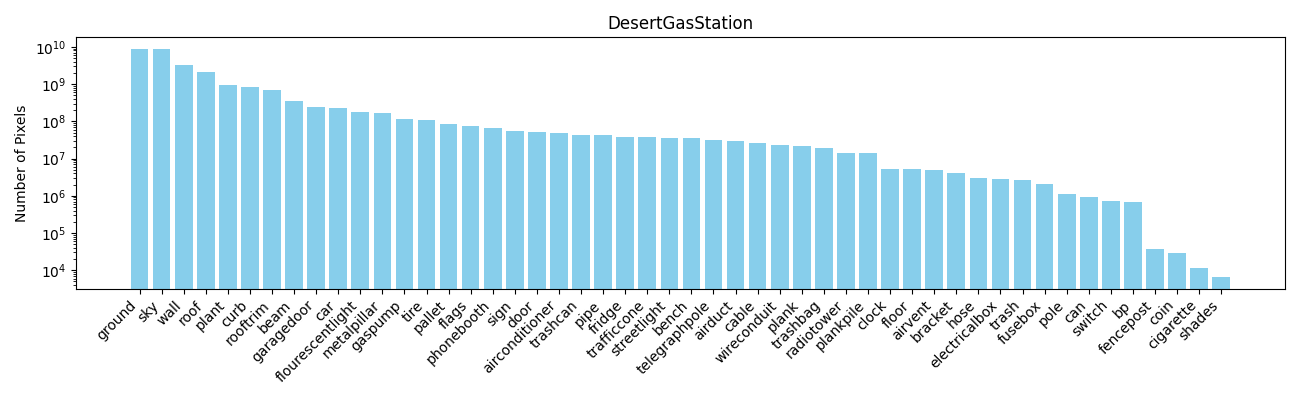 DesertGasStation
Number of Pixels
10^10
10^9
10^8
10^7
10^6
10^5
10^4
ground
sky
wall
roof
plant
curb
rooftrim
beam
garagedoor
car
flourescentlight
metalpillar
gaspump
tire
pallet
flags
phonebooth
sign
door
airconditioner
trashcan
pipe
fridge
trafficcone
streetlight
bench
telegraphpole
airduct
cable
wireconduit
plank
trashbag
radiotower
plankpile
clock
floor
airvent
bracket
hose
electricalbox
trash
fusebox
pole
can
switch
bp
fencepost
coin
cigarette
shades